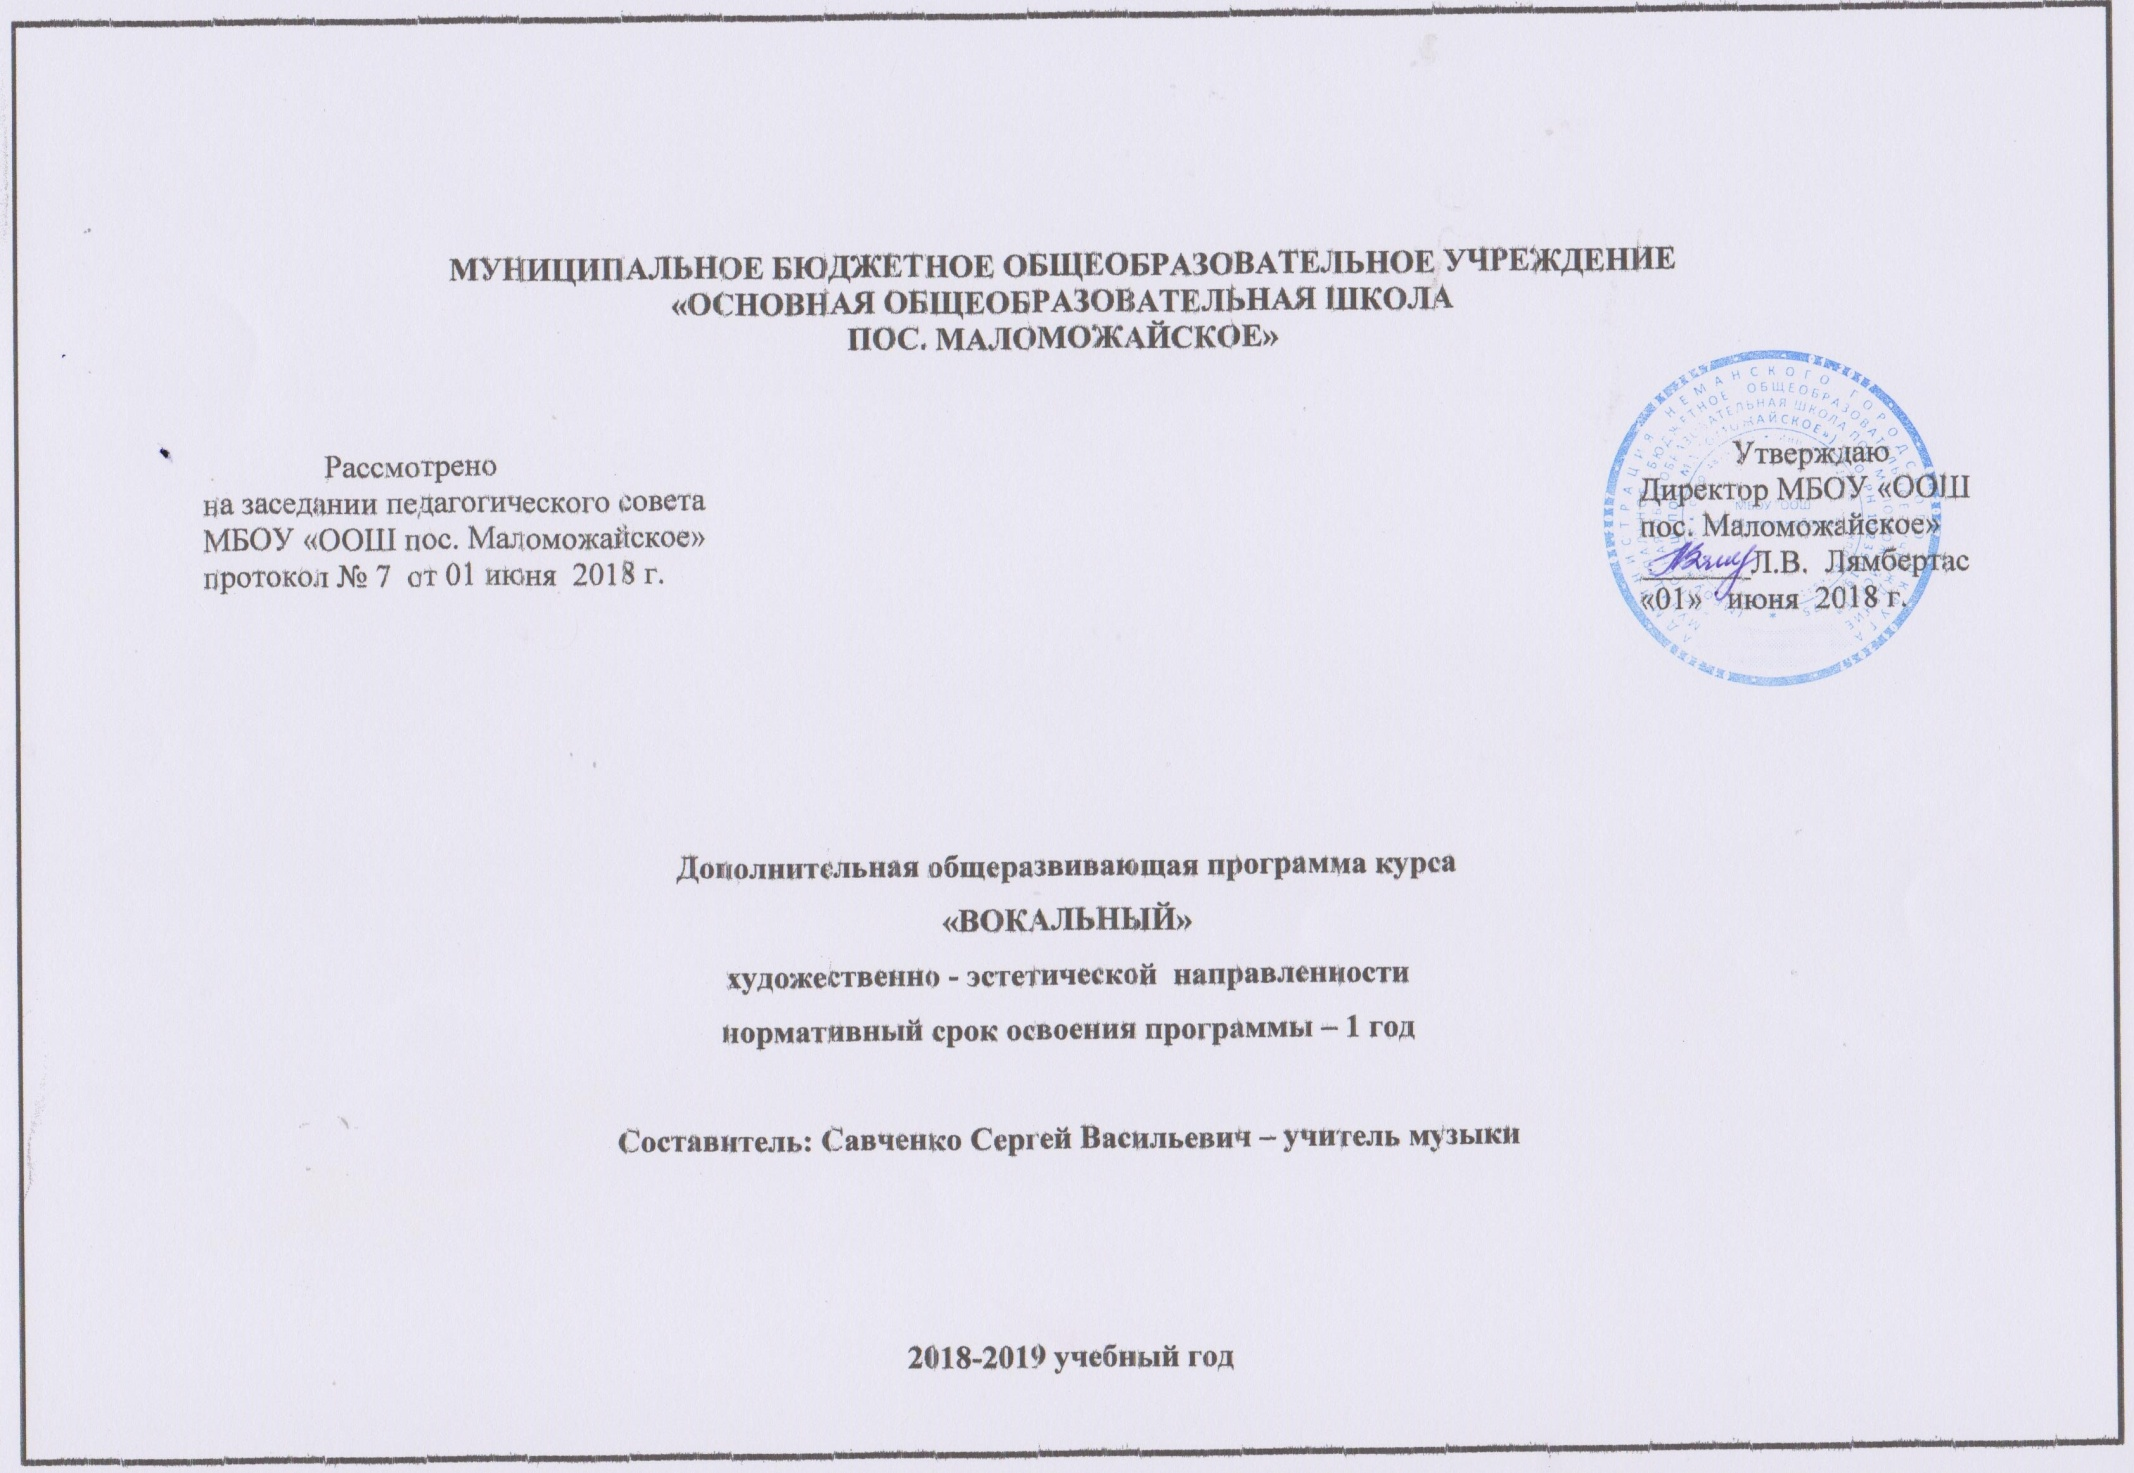 МУНИЦИПАЛЬНОЕ БЮДЖЕТНОЕ ОБЩЕОБРАЗОВАТЕЛЬНОЕ УЧРЕЖДЕНИЕ
«ОСНОВНАЯ ОБЩЕОБРАЗОВАТЕЛЬНАЯ ШКОЛА
ПОС. МАЛОМОЖАЙСКОЕ»
Рассмотрено
на заседании педагогического совета
МБОУ «ООШ пос. Маломожайское»
протокол № 7 от 01 июня 2018 г.
Утверждаю
Директор МБОУ «ООШ
пос. Маломожайское»
Л.В. Лямбертас
«01» июня 2018 г.
МБОУ ООШ
Дополнительная общеразвивающая программа курса
«ВОКАЛЬНЫЙ»
художественно - эстетической направленности
нормативный срок освоения программы – 1 год
Составитель: Савченко Сергей Васильевич – учитель музыки
2018-2019 учебный год